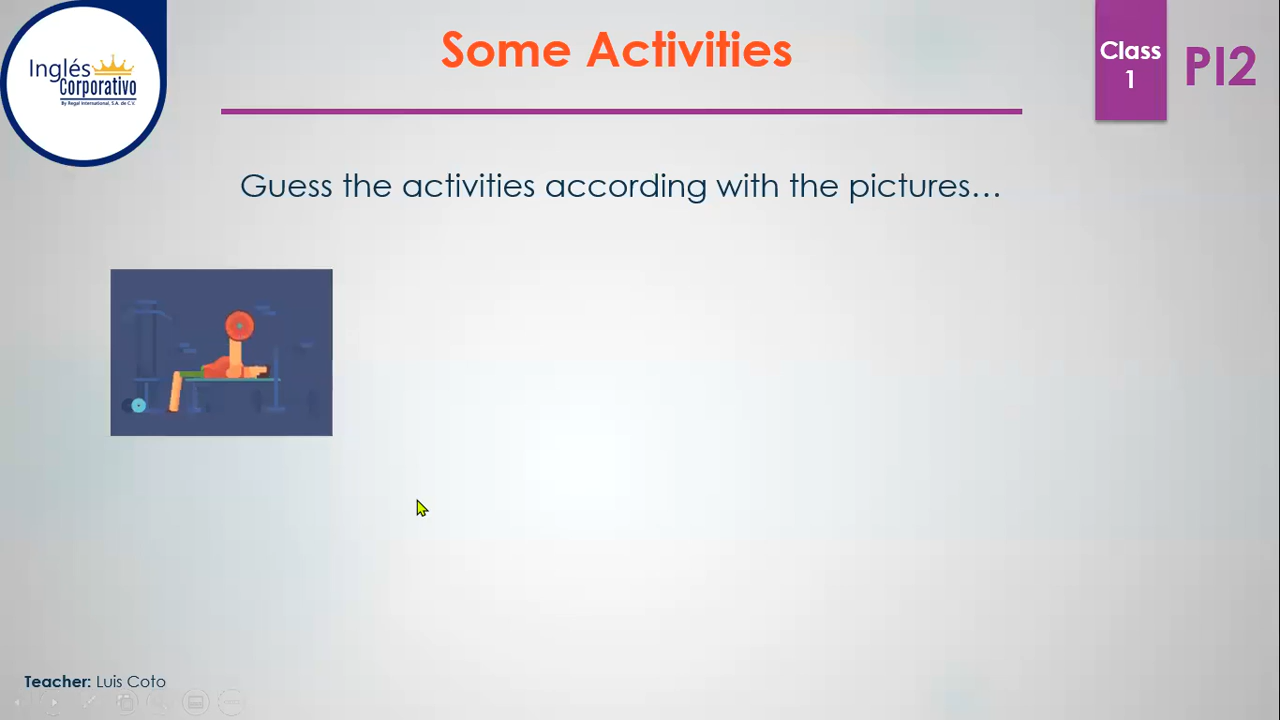 Inglés
Corporativo
By Regal International, S.A. de C.V.
Some Activities
Class
1
PI2
Guess the activities according with the pictures…
Teacher: Luis Coto